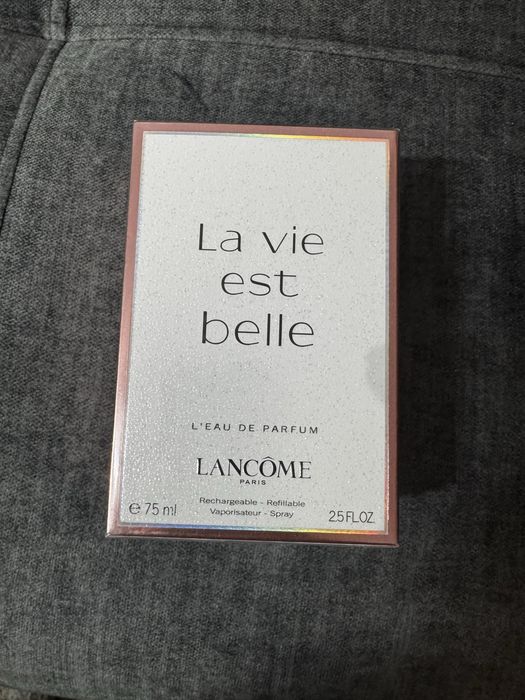 La vie
est
belle
L'EAU DE PARFUM
LANCÔME
PARIS
Rechargeable - Refillable
Vaporisateur - Spray
e 75 ml
2.5 FL.OZ.